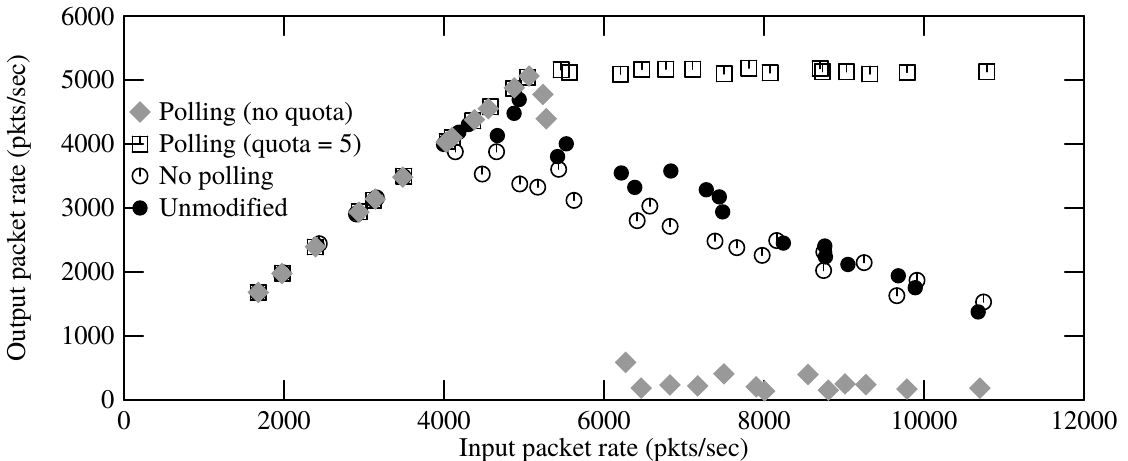 6000
5000
4000
3000
2000
1000
0
Output packet rate (pkts/sec)
Polling (no quota)
Polling (quota = 5)
No polling
Unmodified
0 2000 4000 6000 8000 10000 12000
Input packet rate (pkts/sec)